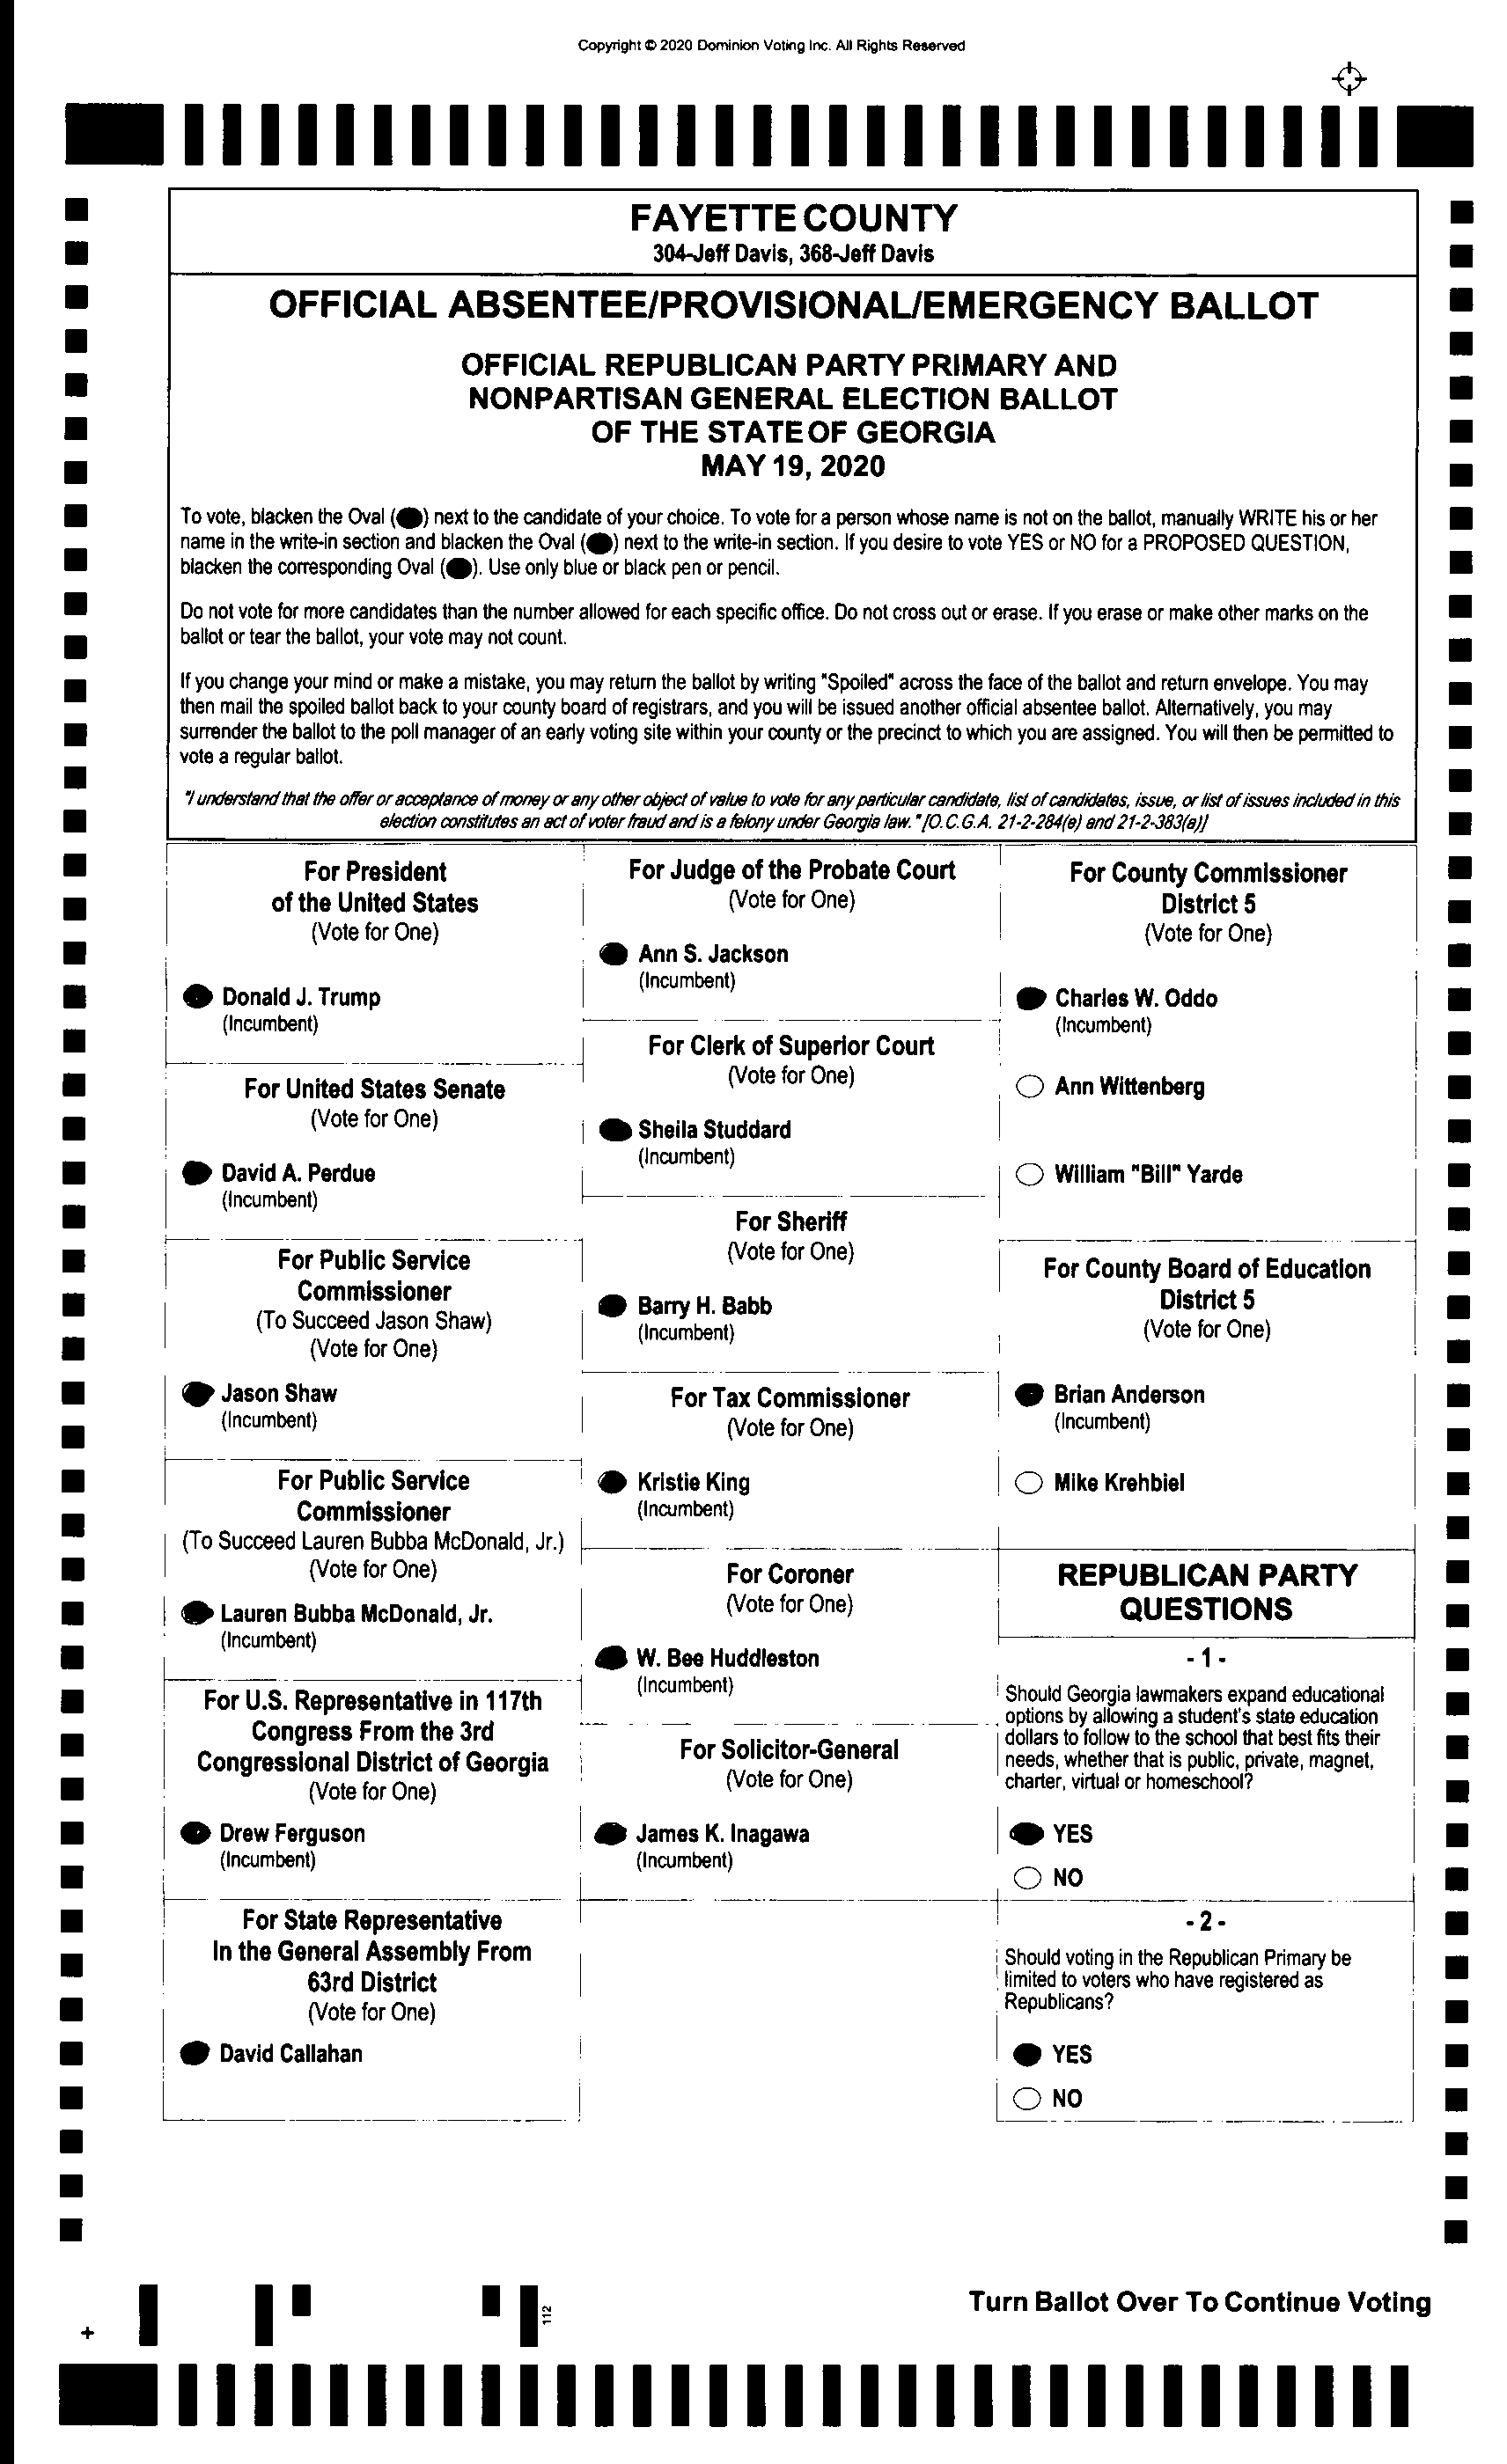 Copyright © 2020 Dominion Voting Inc. All Rights Reserved
FAYETTE COUNTY
304-Jeff Davis, 368-Jeff Davis
OFFICIAL ABSENTEE/PROVISIONAL/EMERGENCY BALLOT
OFFICIAL REPUBLICAN PARTY PRIMARY AND
NONPARTISAN GENERAL ELECTION BALLOT
OF THE STATE OF GEORGIA
MAY 19, 2020
To vote, blacken the Oval (●) next to the candidate of your choice. To vote for a person whose name is not on the ballot, manually WRITE his or her
name in the write-in section and blacken the Oval (●) next to the write-in section. If you desire to vote YES or NO for a PROPOSED QUESTION,
blacken the corresponding Oval (●). Use only blue or black pen or pencil.
Do not vote for more candidates than the number allowed for each specific office. Do not cross out or erase. If you erase or make other marks on the
ballot or tear the ballot, your vote may not count.
If you change your mind or make a mistake, you may return the ballot by writing "Spoiled" across the face of the ballot and return envelope. You may
then mail the spoiled ballot back to your county board of registrars, and you will be issued another official absentee ballot. Alternatively, you may
surrender the ballot to the poll manager of an early voting site within your county or the precinct to which you are assigned. You will then be permitted to
vote a regular ballot.
"I understand that the offer or acceptance of money or any other object of value to vote for any particular candidate, list of candidates, issue, or list of issues included in this
election constitutes an act of voter fraud and is a felony under Georgia law." [O.C.G.A. 21-2-284(e) and 21-2-383(a)]
For President
of the United States
(Vote for One)
Donald J. Trump
(Incumbent)
For United States Senate
(Vote for One)
David A. Perdue
(Incumbent)
For Public Service
Commissioner
(To Succeed Jason Shaw)
(Vote for One)
Jason Shaw
(Incumbent)
For Public Service
Commissioner
(To Succeed Lauren Bubba McDonald, Jr.)
(Vote for One)
Lauren Bubba McDonald, Jr.
(Incumbent)
For U.S. Representative in 117th
Congress From the 3rd
Congressional District of Georgia
(Vote for One)
Drew Ferguson
(Incumbent)
For State Representative
In the General Assembly From
63rd District
(Vote for One)
David Callahan
For Judge of the Probate Court
(Vote for One)
Ann S. Jackson
(Incumbent)
For Clerk of Superior Court
(Vote for One)
Sheila Studdard
(Incumbent)
For Sheriff
(Vote for One)
Barry H. Babb
(Incumbent)
For Tax Commissioner
(Vote for One)
Kristie King
(Incumbent)
For Coroner
(Vote for One)
W. Bee Huddleston
(Incumbent)
For Solicitor-General
(Vote for One)
James K. Inagawa
(Incumbent)
For County Commissioner
District 5
(Vote for One)
Charles W. Oddo
(Incumbent)
Ann Wittenberg
William "Bill" Yarde
For County Board of Education
District 5
(Vote for One)
Brian Anderson
(Incumbent)
Mike Krehbiel
REPUBLICAN PARTY
QUESTIONS
- 1 -
Should Georgia lawmakers expand educational
options by allowing a student's state education
dollars to follow to the school that best fits their
needs, whether that is public, private, magnet,
charter, virtual or homeschool?
YES
NO
- 2 -
Should voting in the Republican Primary be
limited to voters who have registered as
Republicans?
YES
NO
112
Turn Ballot Over To Continue Voting